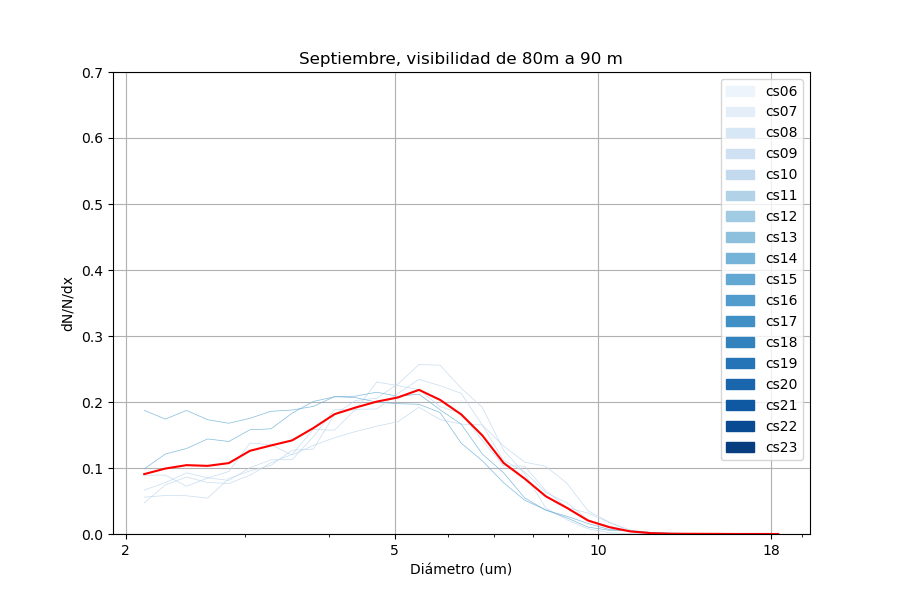 Septiembre, visibilidad de 80m a 90 m
0.7
0.6
0.5
0.4
0.3
0.2
0.1
0.0
dN/N/dx
cs06
cs07
cs08
cs09
cs10
cs11
cs12
cs13
cs14
cs15
cs16
cs17
cs18
cs19
cs20
cs21
cs22
cs23
2 5 10 18
Diámetro (um)